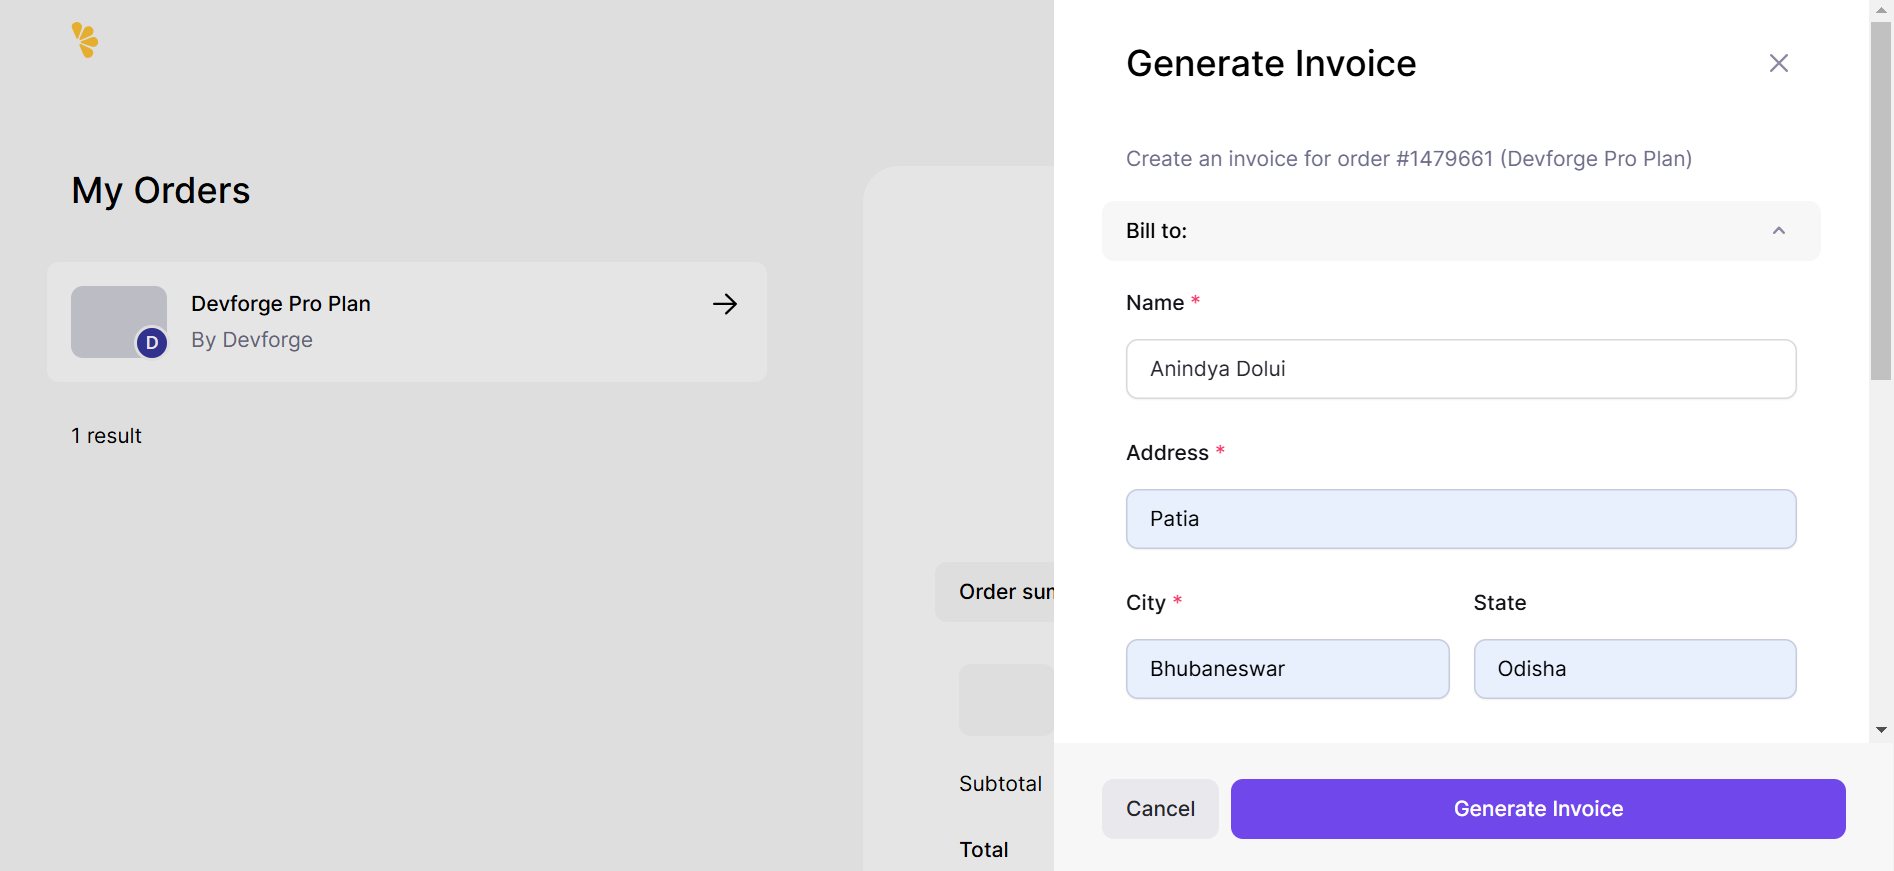 My Orders
Devforge Pro Plan
D
By Devforge
1 result
Subtotal
Total
Generate Invoice
Create an invoice for order #1479661 (Devforge Pro Plan)
Bill to:
Name *
Anindya Dolui
Address *
Patia
City *
State
Bhubaneswar
Odisha
Cancel
Generate Invoice
Order